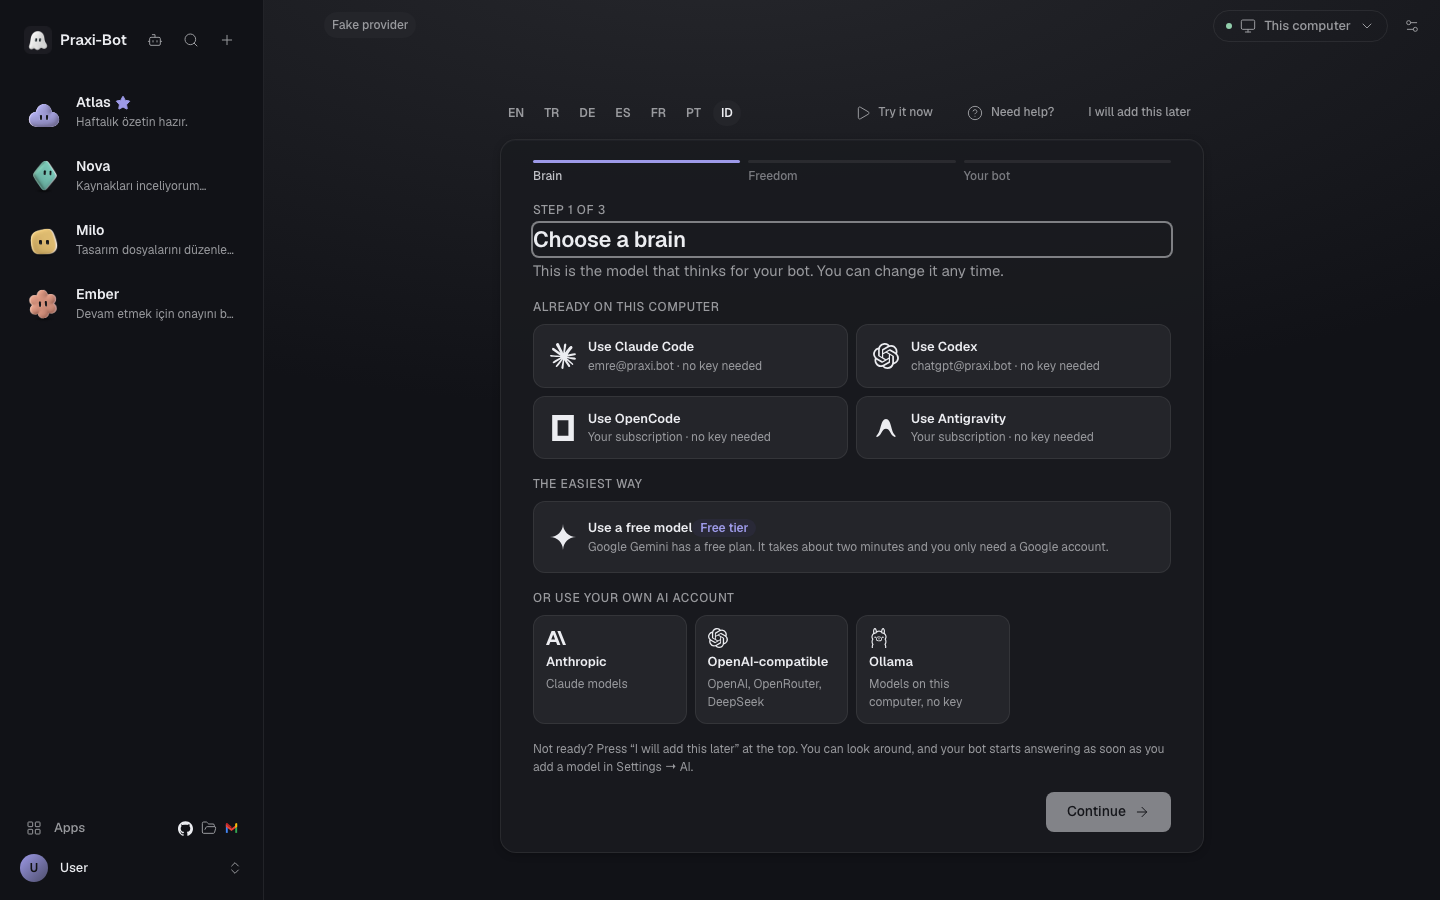 Praxi-Bot
Atlas
Haftalık özetin hazır.
Nova
Kaynakları inceliyorum...
Milo
Tasarım dosyalarını düzenle...
Ember
Devam etmek için onayını b...
Apps
U
User
Fake provider
This computer
EN TR DE ES FR PT ID
Try it now
Need help?
I will add this later
Brain
Freedom
Your bot
STEP 1 OF 3
Choose a brain
This is the model that thinks for your bot. You can change it any time.
ALREADY ON THIS COMPUTER
Use Claude Code
emre@praxi.bot · no key needed
Use Codex
chatgpt@praxi.bot · no key needed
Use OpenCode
Your subscription · no key needed
Use Antigravity
Your subscription · no key needed
THE EASIEST WAY
Use a free model Free tier
Google Gemini has a free plan. It takes about two minutes and you only need a Google account.
OR USE YOUR OWN AI ACCOUNT
Anthropic
Claude models
OpenAI-compatible
OpenAI, OpenRouter,
DeepSeek
Ollama
Models on this
computer, no key
Not ready? Press “I will add this later” at the top. You can look around, and your bot starts answering as soon as you
add a model in Settings → AI.
Continue →